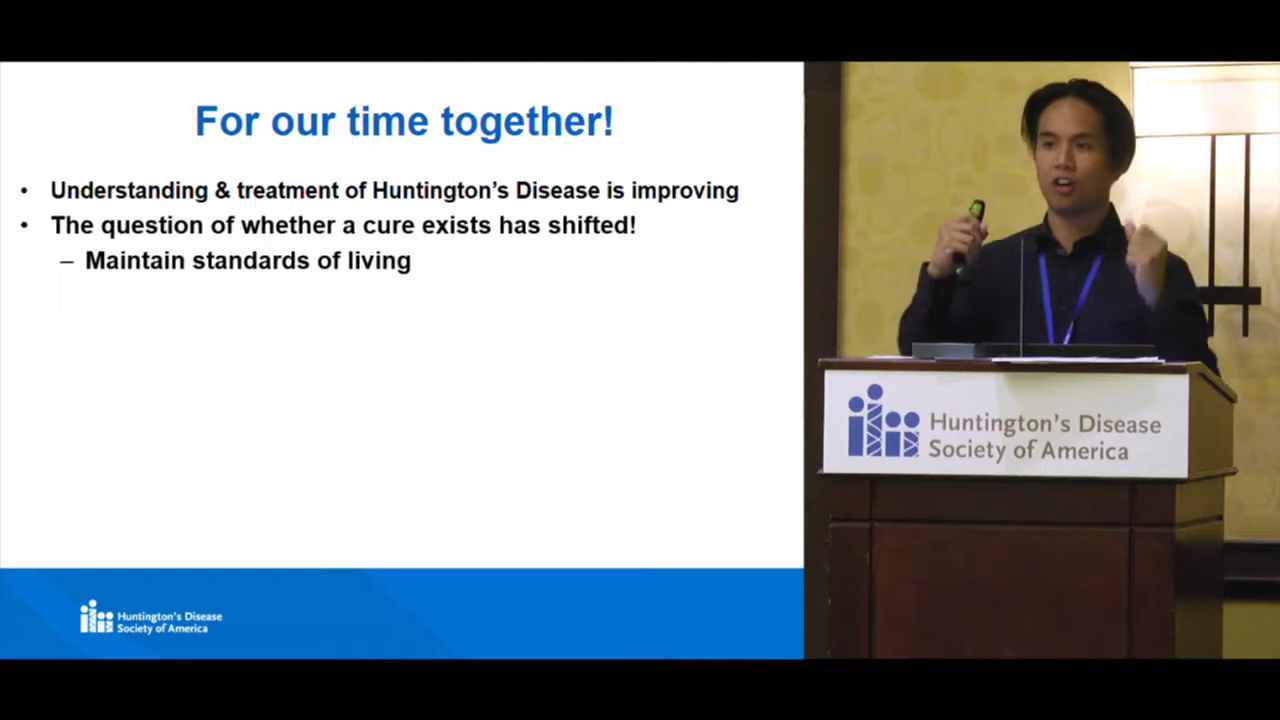 For our time together!
• Understanding & treatment of Huntington's Disease is improving
• The question of whether a cure exists has shifted!
– Maintain standards of living
Huntington's Disease
Society of America
Huntington's Disease
Society of America